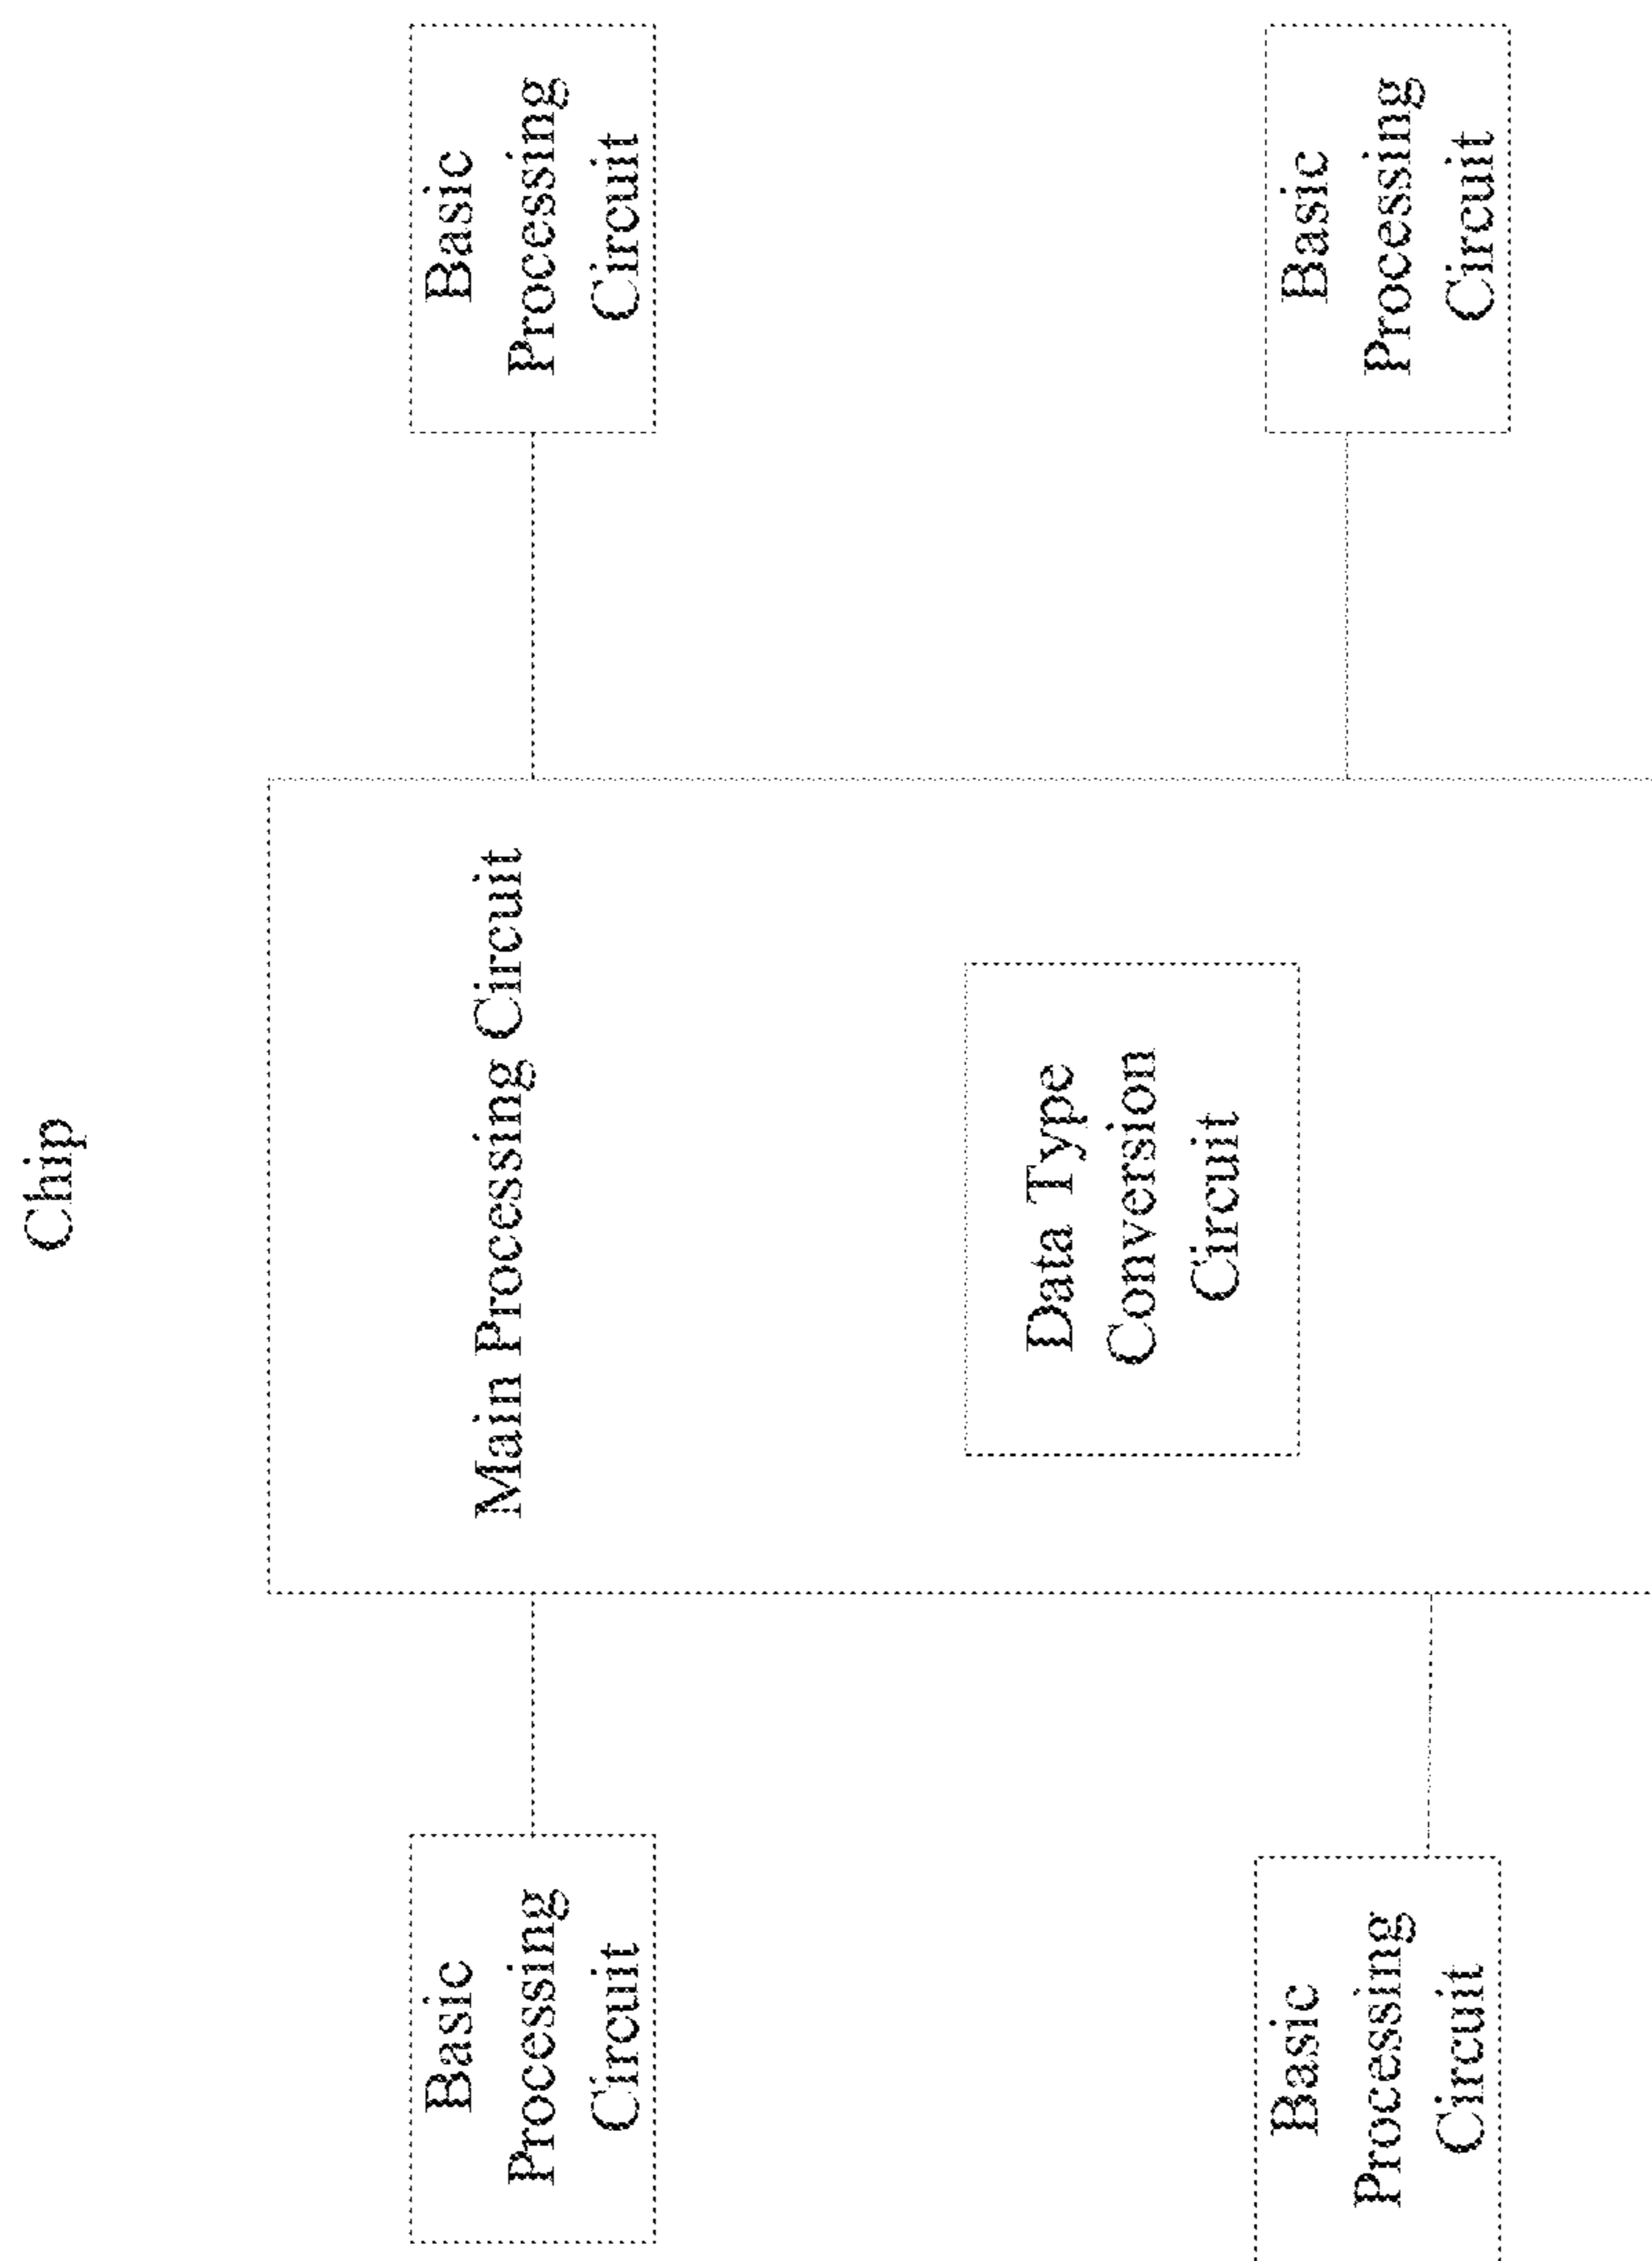 Chip
Basic
Processing
Circuit
Main Processing Circuit
Basic
Processing
Circuit
Basic
Processing
Circuit
Data Type
Conversion
Circuit
Basic
Processing
Circuit